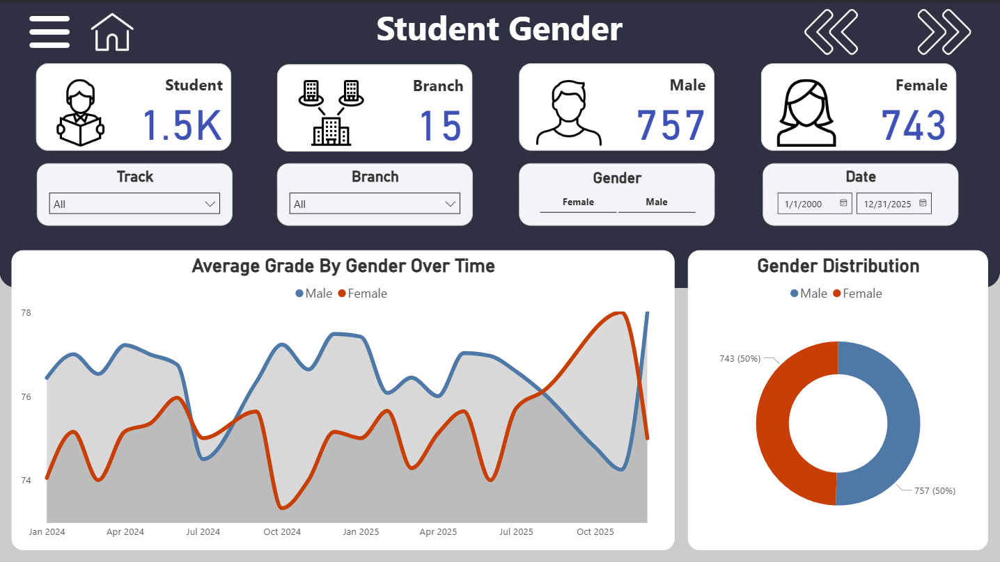 Student Gender
Student
1.5K
Branch
15
Male
757
Female
743
Track
All
Branch
All
Gender
Female Male
Date
1/1/2000 12/31/2025
Average Grade By Gender Over Time
Male Female
78
76
74
Jan 2024 Apr 2024 Jul 2024 Oct 2024 Jan 2025 Apr 2025 Jul 2025 Oct 2025
Gender Distribution
Male Female
743 (50%)
757 (50%)